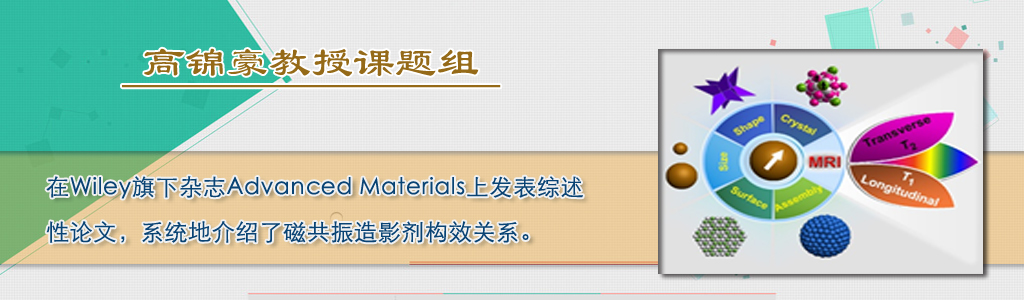 高锦豪教授课题组
在Wiley旗下杂志Advanced Materials上发表综述
性论文，系统地介绍了磁共振造影剂构效关系。
Shape
Crystal
Size
MRI
Surface
Assembly
Transverse
T₂
T₁
Longitudinal